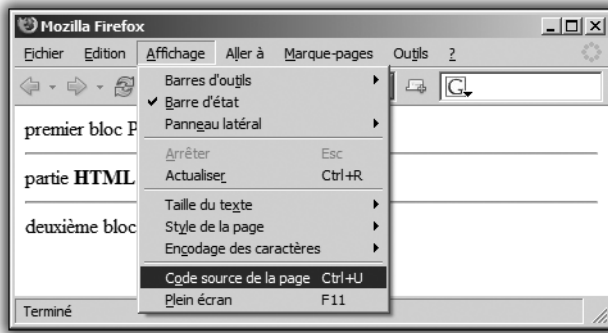 Mozilla Firefox
Fichier Edition Affichage Aller à Marque-pages Outils ?
G
Barres d'outils
Barre d'état
Panneau latéral
Arrêter Esc
Actualiser Ctrl+R
Taille du texte
Style de la page
Encodage des caractères
Code source de la page Ctrl+U
Plein écran F11
premier bloc P
partie HTML
deuxième bloc
Terminé